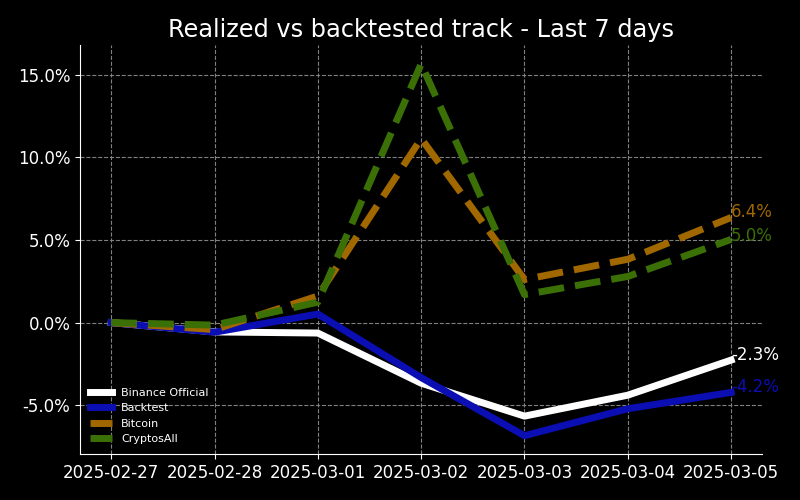 Realized vs backtested track - Last 7 days
15.0%
10.0%
5.0%
0.0%
-5.0%
6.4%
5.0%
-2.3%
-4.2%
Binance Official
Backtest
Bitcoin
CryptosAll
2025-02-27 2025-02-28 2025-03-01 2025-03-02 2025-03-03 2025-03-04 2025-03-05